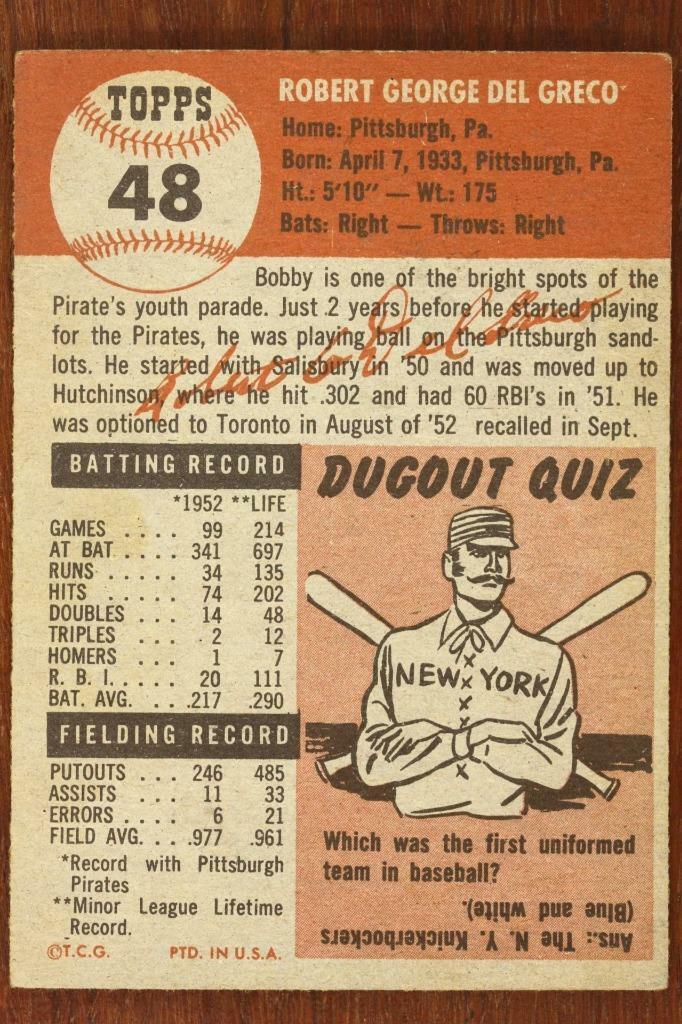 TOPPS
48
ROBERT GEORGE DEL GRECO
Home: Pittsburgh, Pa.
Born: April 7, 1933, Pittsburgh, Pa.
Ht.: 5'10" — Wt.: 175
Bats: Right — Throws: Right
Bobby is one of the bright spots of the
Pirate's youth parade. Just 2 years before he started playing
for the Pirates, he was playing ball on the Pittsburgh sand-
lots. He started with Salisbury in '50 and was moved up to
Hutchinson, where he hit .302 and had 60 RBI's in '51. He
was optioned to Toronto in August of '52 recalled in Sept.
BATTING RECORD
*1952 **LIFE
GAMES .... 99 214
AT BAT .... 341 697
RUNS ..... 34 135
HITS ..... 74 202
DOUBLES ... 14 48
TRIPLES ... 2 12
HOMERS ... 1 7
R. B. I. .... 20 111
BAT. AVG. ... .217 .290
FIELDING RECORD
PUTOUTS ... 246 485
ASSISTS ... 11 33
ERRORS .... 6 21
FIELD AVG. ... .977 .961
*Record with Pittsburgh
Pirates
**Minor League Lifetime
Record.
©T.C.G. PTD. IN U.S.A.
DUGOUT QUIZ
NEW YORK
Which was the first uniformed
team in baseball?
Ans.: The N. Y. Knickerbockers
(Blue and white).